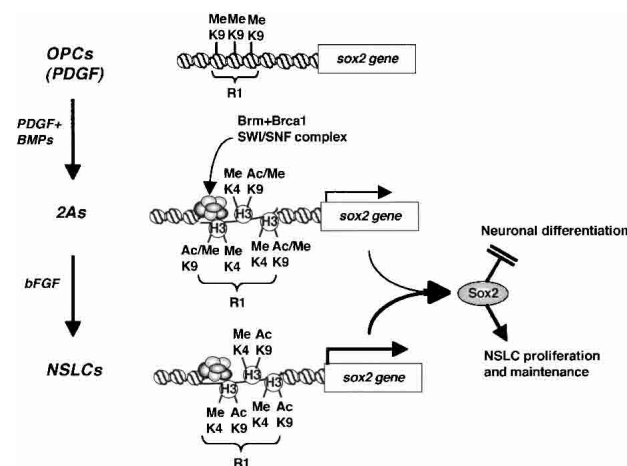 OPCs
(PDGF)
Me Me Me
K9 K9 K9
sox2 gene
R1
PDGF+
BMPs
Brm+Brca1
SWI/SNF complex
2As
Me Ac/Me
K4 K9
H3
H3 H3
sox2 gene
Ac/Me Me Me Ac/Me
K9 K4 K4 K9
R1
Neuronal differentiation
Sox2
NSLC proliferation
and maintenance
bFGF
NSLCs
Me Ac
K4 K9
H3
H3 H3
sox2 gene
Me Ac Me Ac
K4 K9 K4 K9
R1